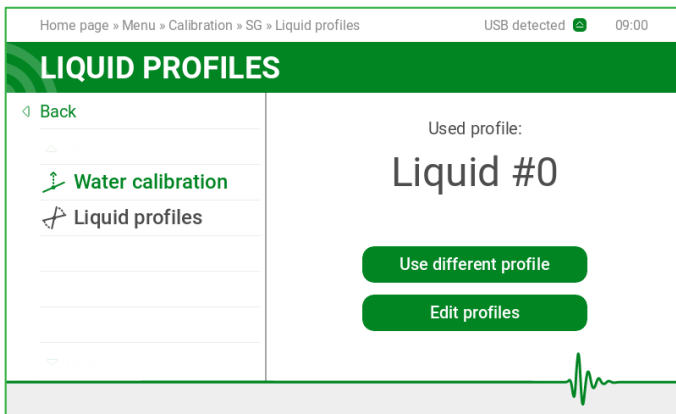 Home page » Menu » Calibration » SG » Liquid profiles
USB detected
09:00
LIQUID PROFILES
Back
Water calibration
Liquid profiles
Used profile:
Liquid #0
Use different profile
Edit profiles